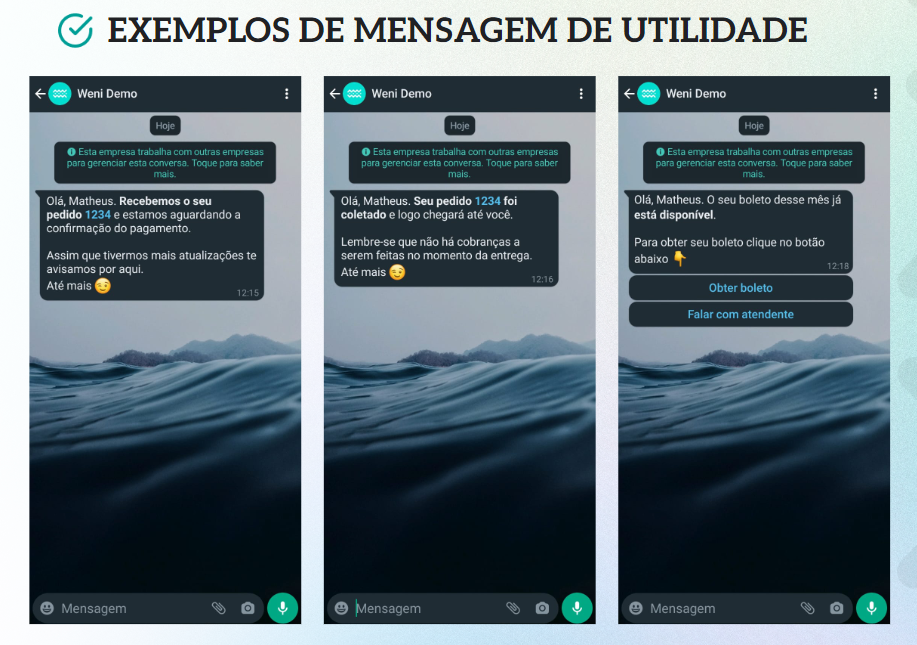 EXEMPLOS DE MENSAGEM DE UTILIDADE
Weni Demo
Hoje
Esta empresa trabalha com outras empresas
para gerenciar esta conversa. Toque para saber
mais.
Olá, Matheus. Recebemos o seu
pedido 1234 e estamos aguardando a
confirmação do pagamento.
Assim que tivermos mais atualizações te
avisamos por aqui.
Até mais 😉
12:15
Mensagem
Weni Demo
Hoje
Esta empresa trabalha com outras empresas
para gerenciar esta conversa. Toque para saber
mais.
Olá, Matheus. Seu pedido 1234 foi
coletado e logo chegará até você.
Lembre-se que não há cobranças a
serem feitas no momento da entrega.
Até mais 😉
12:16
Mensagem
Weni Demo
Hoje
Esta empresa trabalha com outras empresas
para gerenciar esta conversa. Toque para saber
mais.
Olá, Matheus. O seu boleto desse mês já
está disponível.
Para obter seu boleto clique no botão
abaixo 👇
12:18
Obter boleto
Falar com atendente
Mensagem